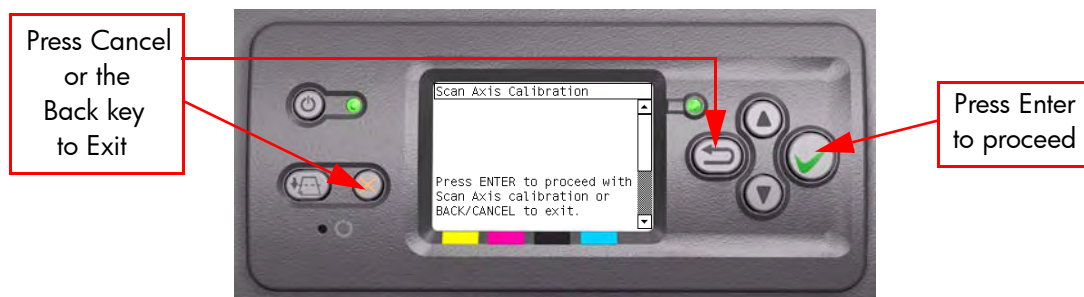 Press Cancel
or the
Back key
to Exit
Scan Axis Calibration
Press ENTER to proceed with
Scan Axis calibration or
BACK/CANCEL to exit.
Press Enter
to proceed